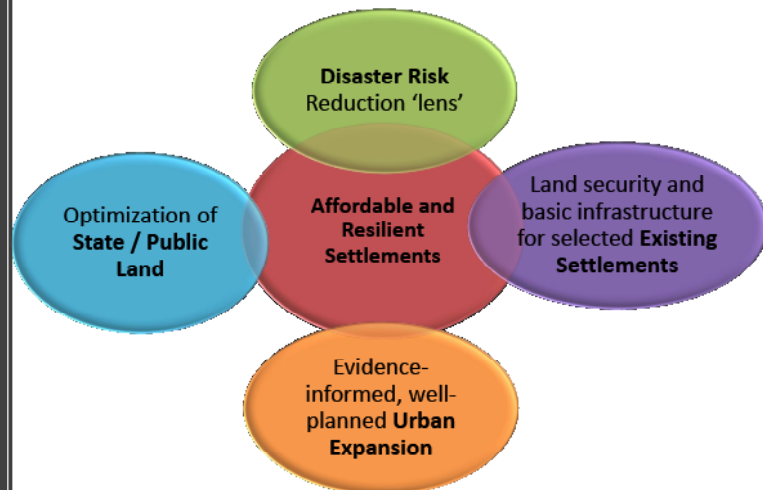 Disaster Risk
Reduction ‘lens’
Optimization of
State / Public
Land
Affordable and
Resilient
Settlements
Land security and
basic infrastructure
for selected Existing
Settlements
Evidence-
informed, well-
planned Urban
Expansion